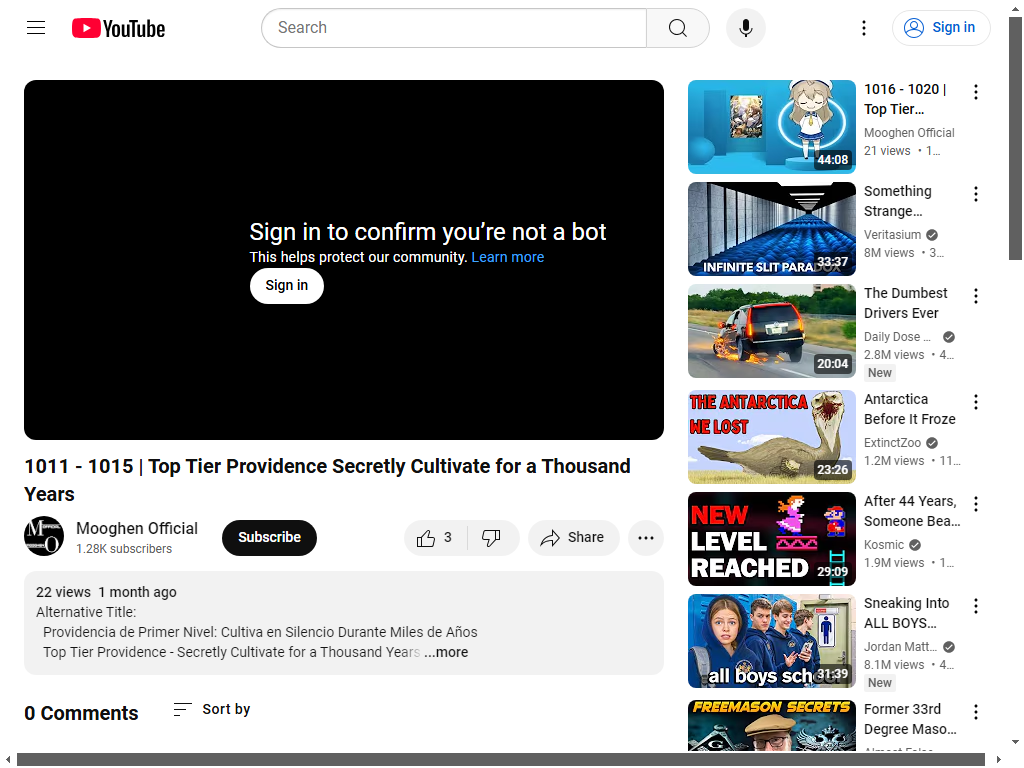 YouTube
Search
Sign in
Sign in to confirm you’re not a bot
This helps protect our community. Learn more
Sign in
1011 - 1015 | Top Tier Providence Secretly Cultivate for a Thousand
Years
Mooghen Official
1.28K subscribers
Subscribe
3
Share
22 views 1 month ago
Alternative Title:
Providencia de Primer Nivel: Cultiva en Silencio Durante Miles de Años
Top Tier Providence - Secretly Cultivate for a Thousand Years ...more
0 Comments
Sort by
44:08
1016 - 1020 |
Top Tier…
Mooghen Official
21 views • 1…
INFINITE SLIT PARADOX
33:37
Something
Strange…
Veritasium
8M views • 3…
20:04
The Dumbest
Drivers Ever
Daily Dose …
2.8M views • 4…
New
THE ANTARCTICA
WE LOST
23:26
Antarctica
Before It Froze
ExtinctZoo
1.2M views • 11…
NEW
LEVEL
REACHED
29:09
After 44 Years,
Someone Bea…
Kosmic
1.9M views • 1…
all boys school
31:39
Sneaking Into
ALL BOYS…
Jordan Matt…
8.1M views • 4…
New
FREEMASON SECRETS
Former 33rd
Degree Maso…